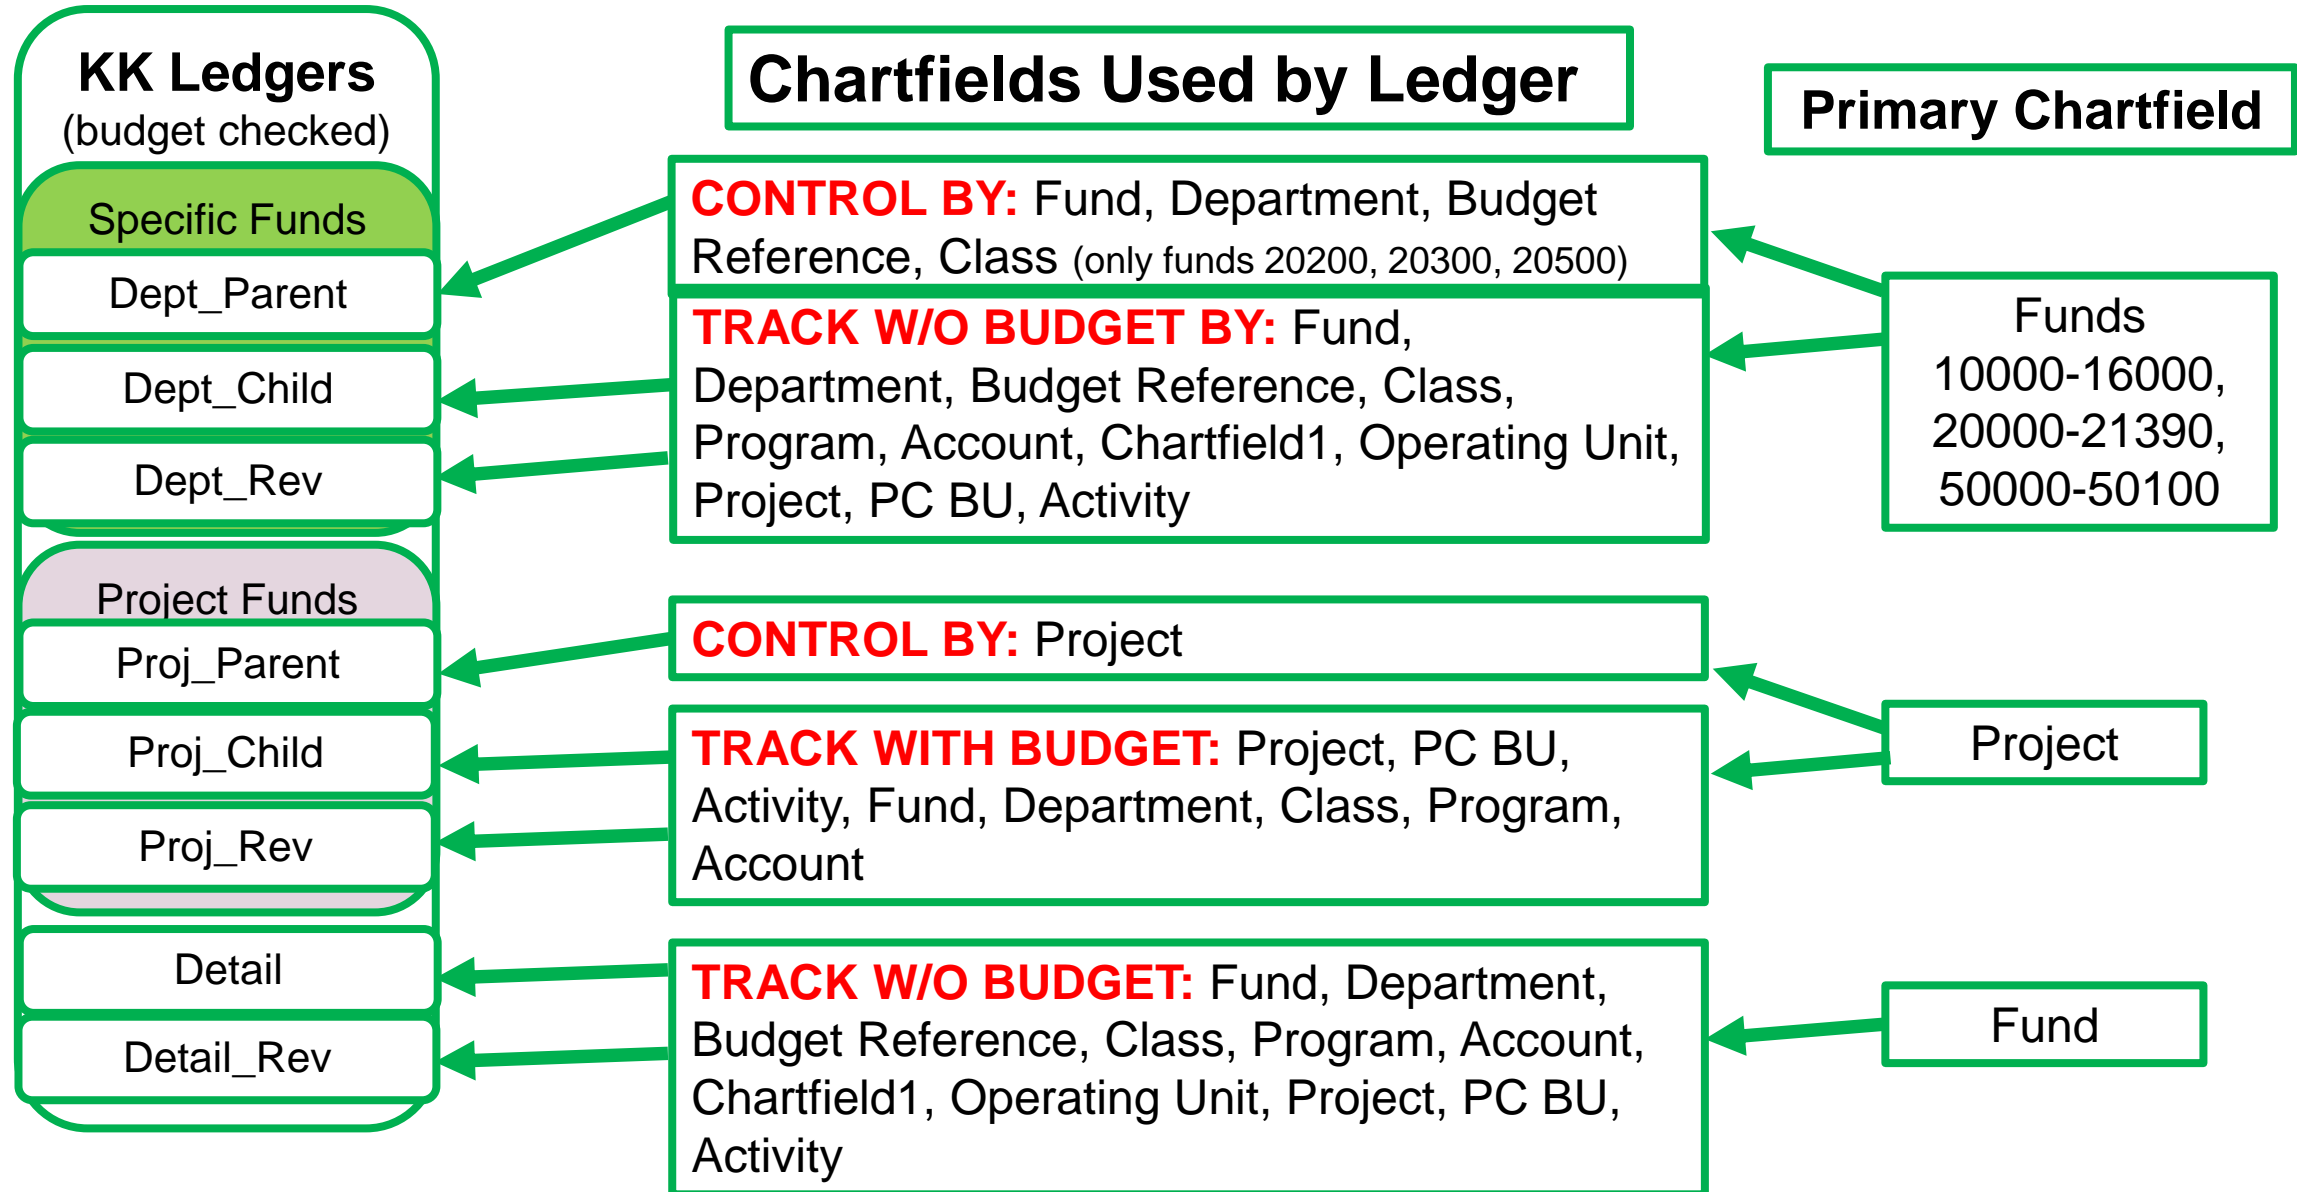 KK Ledgers
(budget checked)
Specific Funds
Dept_Parent
Dept_Child
Dept_Rev
Project Funds
Proj_Parent
Proj_Child
Proj_Rev
Detail
Detail_Rev
Chartfields Used by Ledger
CONTROL BY: Fund, Department, Budget
Reference, Class (only funds 20200, 20300, 20500)
TRACK W/O BUDGET BY: Fund,
Department, Budget Reference, Class,
Program, Account, Chartfield1, Operating Unit,
Project, PC BU, Activity
CONTROL BY: Project
TRACK WITH BUDGET: Project, PC BU,
Activity, Fund, Department, Class, Program,
Account
TRACK W/O BUDGET: Fund, Department,
Budget Reference, Class, Program, Account,
Chartfield1, Operating Unit, Project, PC BU,
Activity
Primary Chartfield
Funds
10000-16000,
20000-21390,
50000-50100
Project
Fund